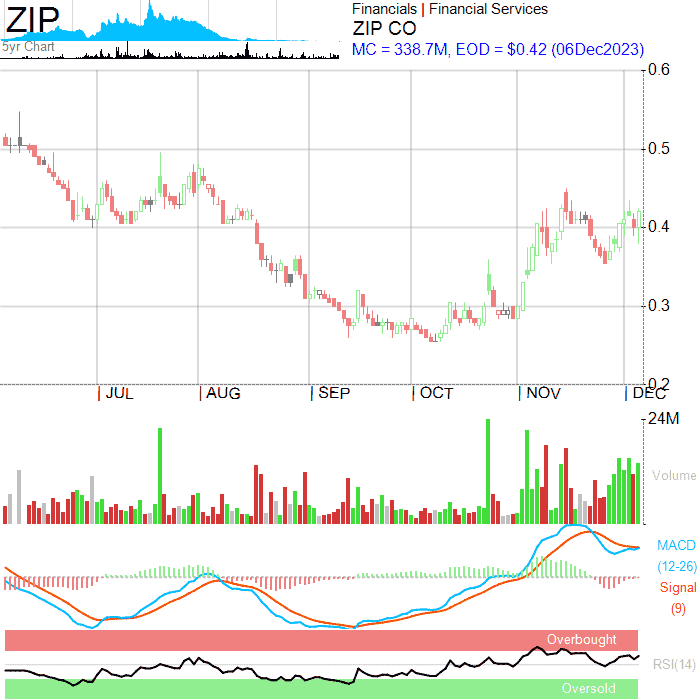 ZIP
5yr Chart
Financials | Financial Services
ZIP CO
MC = 338.7M, EOD = $0.42 (06Dec2023)
0.6
0.5
0.4
0.3
0.2
JUL AUG SEP OCT NOV DEC
24M
Volume
MACD
(12-26)
Signal
(9)
Overbought
RSI(14)
Oversold